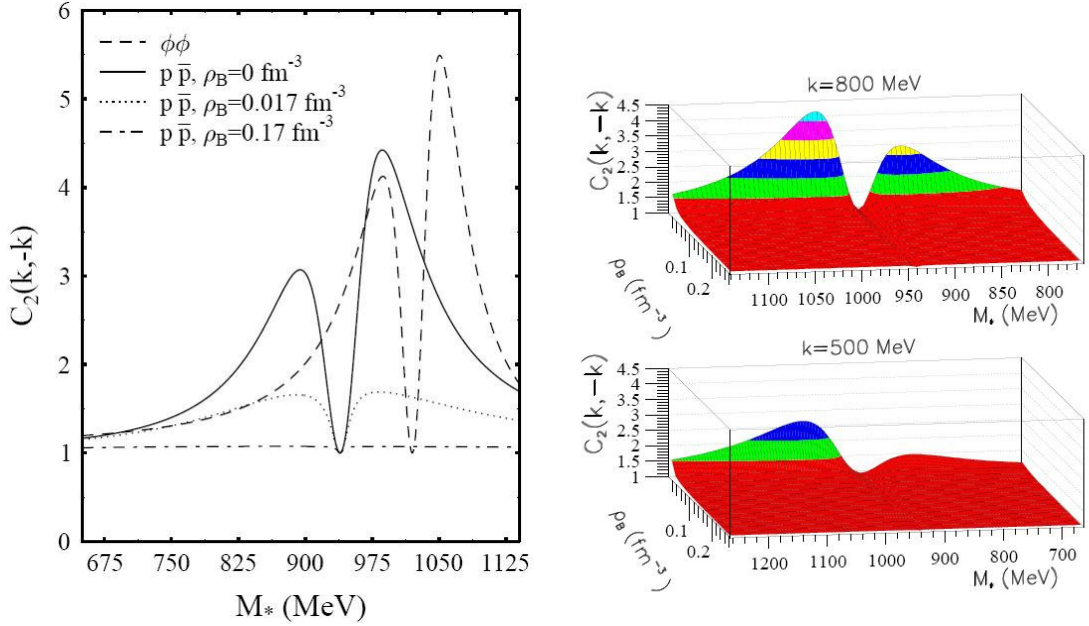 6
5
4
3
2
1
0
C₂(k,-k)
ϕϕ
p p̅, ρB=0 fm⁻³
p p̅, ρB=0.017 fm⁻³
p p̅, ρB=0.17 fm⁻³
675 750 825 900 975 1050 1125
M* (MeV)
k=800 MeV
C₂(k,−k)
4.5
4
3.5
3
2.5
2
1.5
1
0.1
0.2
ρB (fm⁻³)
1100 1050 1000 950 900 850 800
M* (MeV)
k=500 MeV
C₂(k,−k)
4.5
4
3.5
3
2.5
2
1.5
1
0.1
0.2
ρB (fm⁻³)
1200 1100 1000 900 800 700
M* (MeV)